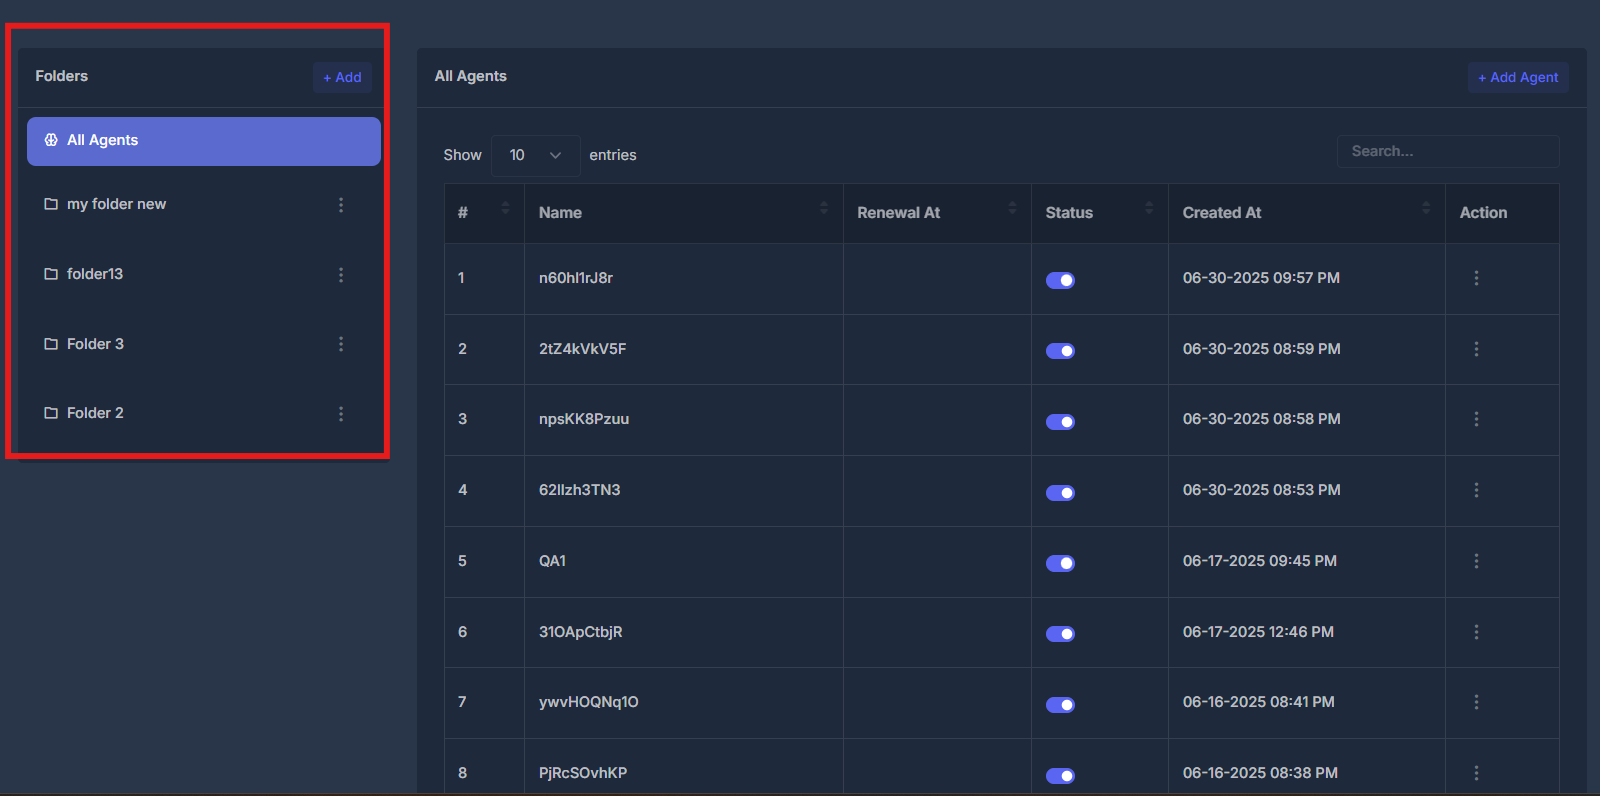 Folders
+ Add
All Agents
my folder new
folder13
Folder 3
Folder 2
All Agents
+ Add Agent
Show 10 entries
Search...
# Name Renewal At Status Created At Action
1 n60hl1rJ8r 06-30-2025 09:57 PM
2 2tZ4kVkV5F 06-30-2025 08:59 PM
3 npsKK8Pzuu 06-30-2025 08:58 PM
4 62llzh3TN3 06-30-2025 08:53 PM
5 QA1 06-17-2025 09:45 PM
6 31OApCtbjR 06-17-2025 12:46 PM
7 ywvHOQNq1O 06-16-2025 08:41 PM
8 PjRcSOvhKP 06-16-2025 08:38 PM